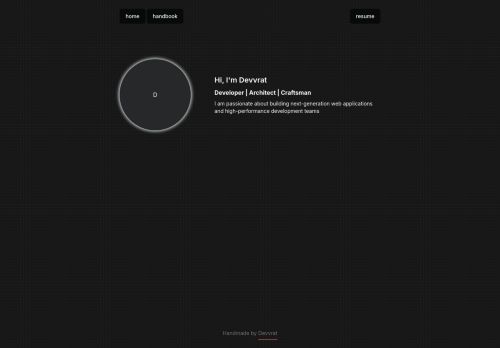 home handbook resume
D
Hi, I'm Devvrat
Developer | Architect | Craftsman
I am passionate about building next-generation web applications
and high-performance development teams
Handmade by Devvrat